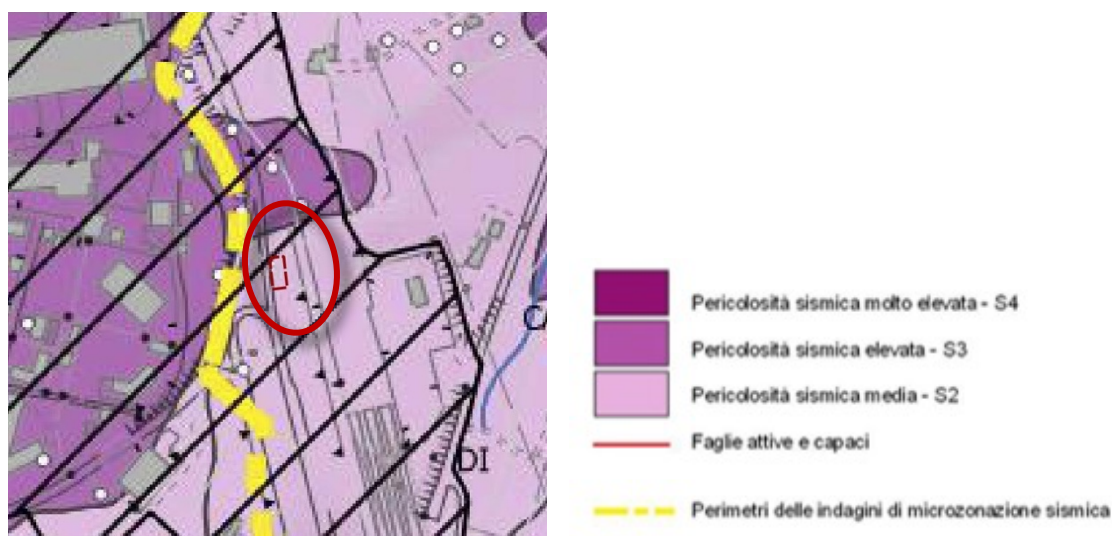 DI
Pericolosità sismica molto elevata - S4
Pericolosità sismica elevata - S3
Pericolosità sismica media - S2
Faglie attive e capaci
Perimetri delle indagini di microzonazione sismica